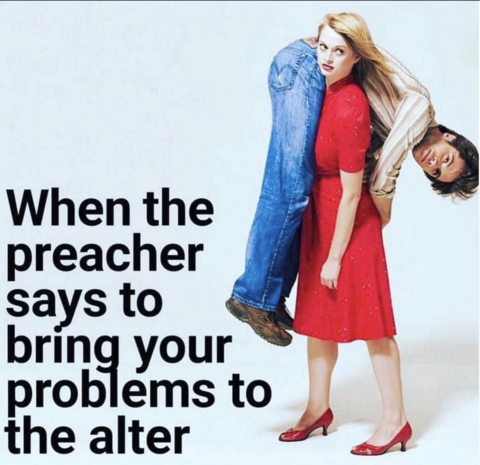 When the
preacher
says to
bring your
problems to
the alter